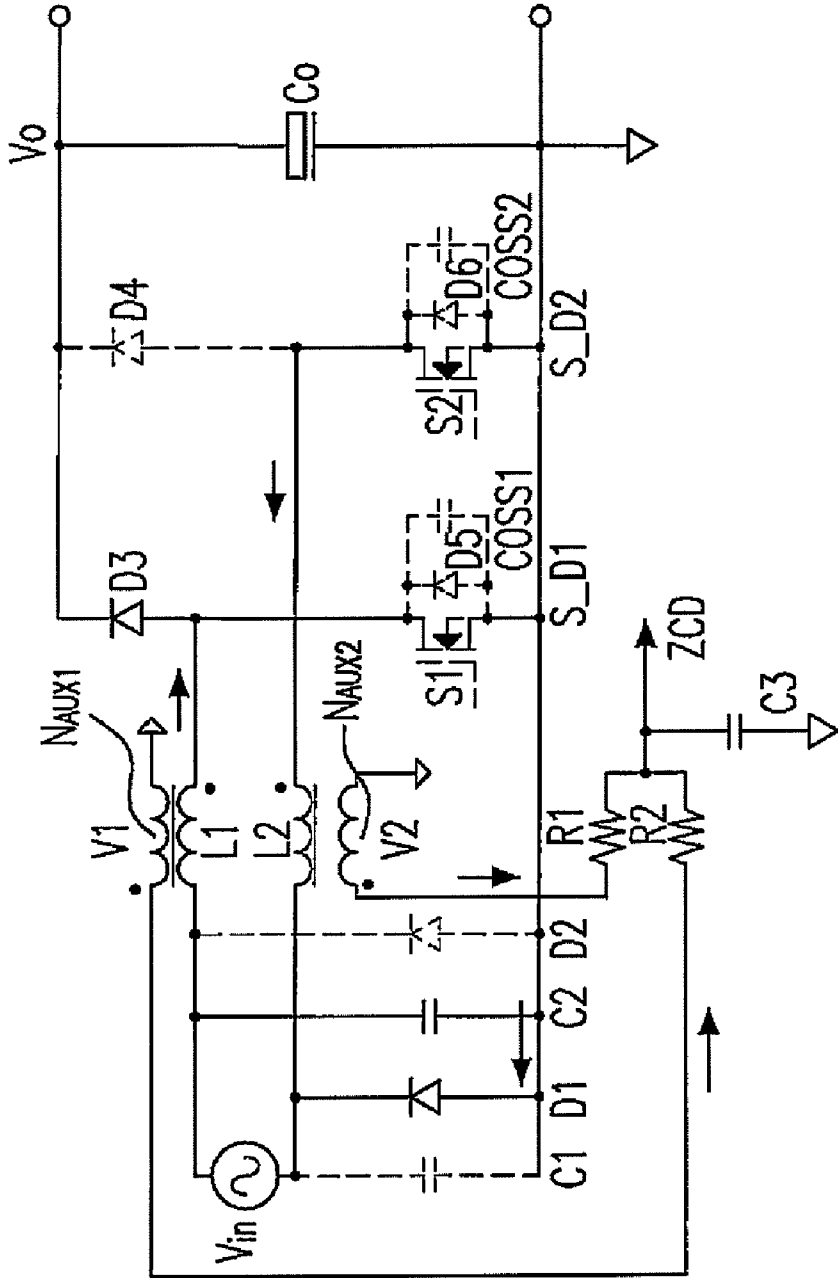 Vo
Co
D4
D6
COSS2
S2
S_D2
D3
D5
COSS1
S1
S_D1
NAUX1
V1
L1
L2
NAUX2
V2
R1
R2
ZCD
C3
D2
C2
D1
C1
Vin